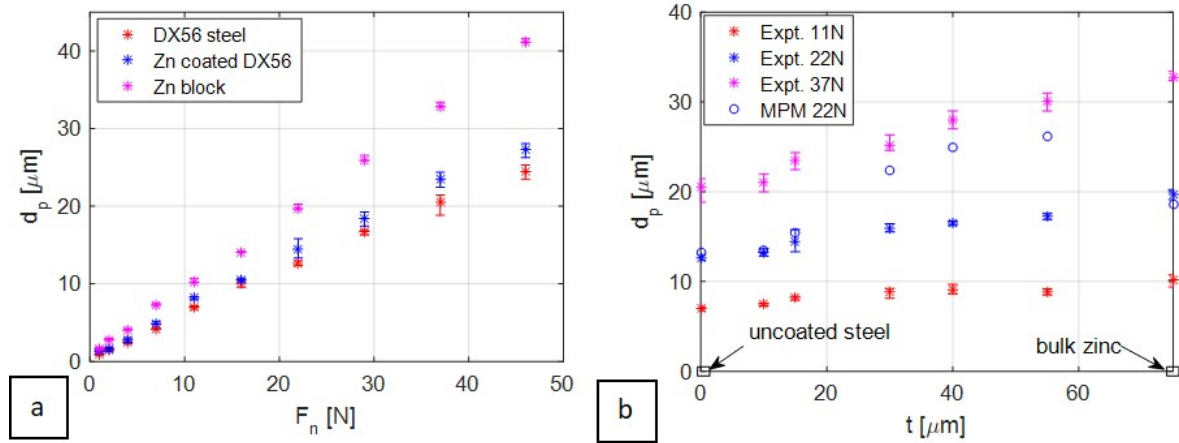 DX56 steel
Zn coated DX56
Zn block
40
30
20
10
0
d_p [μm]
0 10 20 30 40 50
F_n [N]
a
Expt. 11N
Expt. 22N
Expt. 37N
MPM 22N
40
30
20
10
0
d_p [μm]
uncoated steel
bulk zinc
0 20 40 60
t [μm]
b